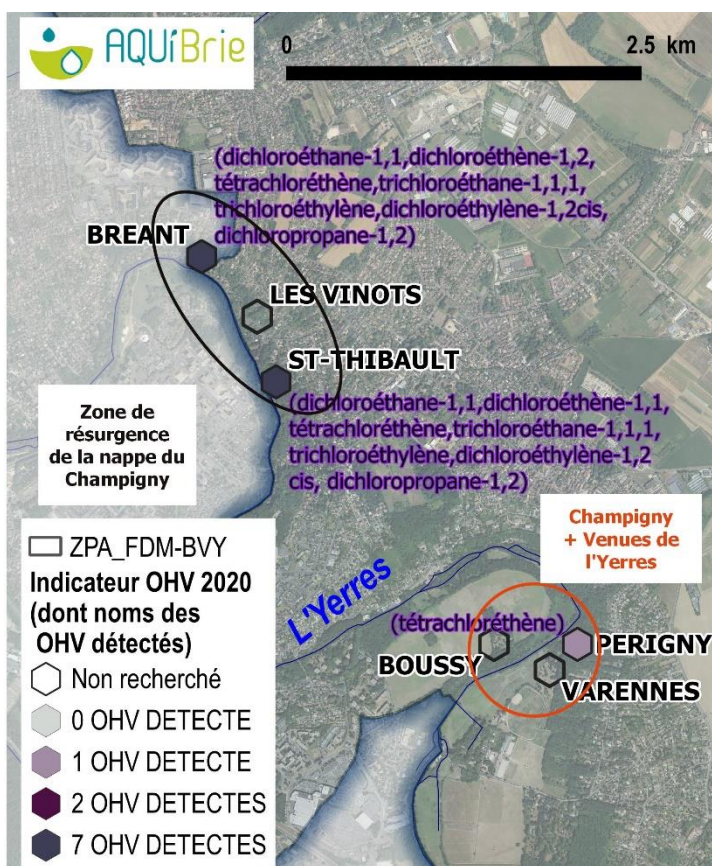 AQUiBrie
0
2.5 km
(dichloroéthane-1,1,dichloroéthène-1,2,
tétrachloréthène,trichloroéthane-1,1,1,
trichloroéthylène,dichloroéthylène-1,2cis,
dichloropropane-1,2)
BREANT
LES VINOTS
ST-THIBAULT
(dichloroéthane-1,1,dichloroéthène-1,1,
tétrachloréthène,trichloroéthane-1,1,1,
trichloroéthylène,dichloroéthylène-1,2
cis, dichloropropane-1,2)
Zone de
résurgence
de la nappe du
Champigny
Champigny
+ Venues de
l'Yerres
L'Yerres
(tétrachloréthène)
BOUSSY
PERIGNY
VARENNES
ZPA_FDM-BVY
Indicateur OHV 2020
(dont noms des
OHV détectés)
Non recherché
0 OHV DETECTE
1 OHV DETECTE
2 OHV DETECTES
7 OHV DETECTES